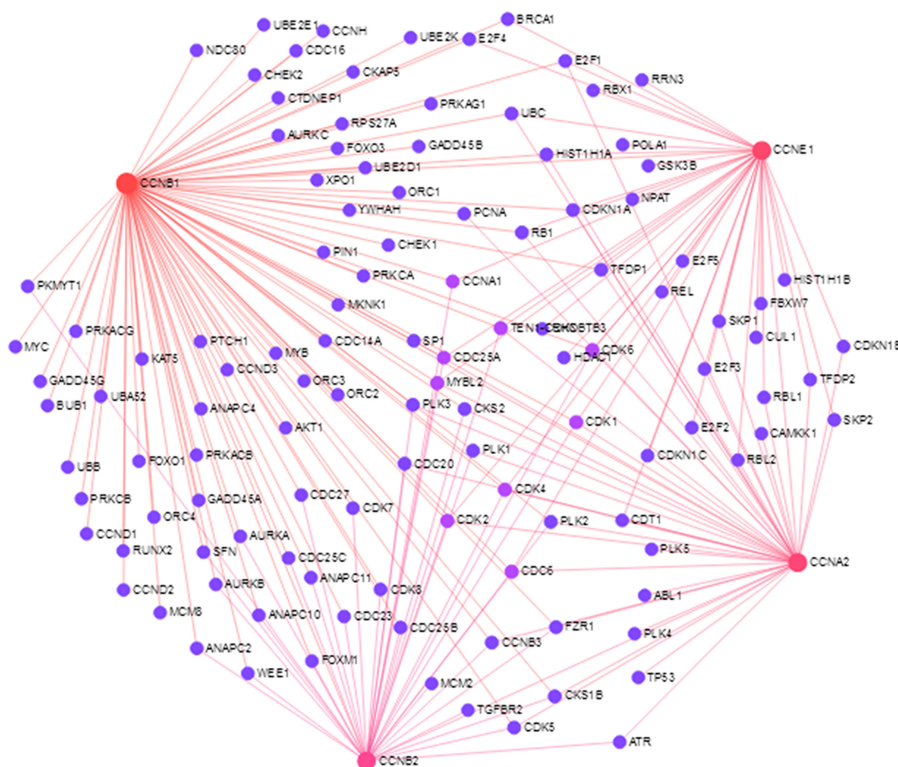 BRCA1
UBE2E1
CCNH
UBE2K
E2F4
NDC80
CDC16
E2F1
CHEK2
CKAP5
RRN3
RBX1
CTDNEP1
PRKAG1
UBC
RPS27A
AURKC
POLA1
FOXO3
GADD45B
CCNE1
HIST1H1A
GSK3B
UBE2D1
XPO1
CCNB1
ORC1
NPAT
YWHAH
PCNA
CDKN1A
RB1
CHEK1
PIN1
E2F5
TFDP1
PRKCA
CCNA1
HIST1H1B
PKMYT1
REL
MKNK1
FBXW7
SKP1
PRKACG
CUL1
PTCH1
CDC14A
SP1
MYC
CDK6
MYB
KAT5
CDC25A
HDAC1
CCND3
E2F3
GADD45G
ORC3
MYBL2
TFDP2
UBA52
ORC2
RBL1
BUB1
ANAPC4
PLK3
CKS2
SKP2
AKT1
CDK1
E2F2
CAMKK1
PLK1
PRKACB
CDKN1C
FOXO1
RBL2
UBB
CDC20
CDK4
CDC27
PRKCB
GADD45A
CDK7
ORC4
CDK2
PLK2
CDT1
CCND1
AURKA
RUNX2
SFN
PLK5
CDC25C
CCNA2
CDC6
ANAPC11
AURKB
CCND2
CDK8
ABL1
MCM8
ANAPC10
CDC23
CDC25B
FZR1
PLK4
CCNB3
ANAPC2
FOXM1
WEE1
TP53
MCM2
CKS1B
TGFBR2
CDK5
ATR
CCNB2